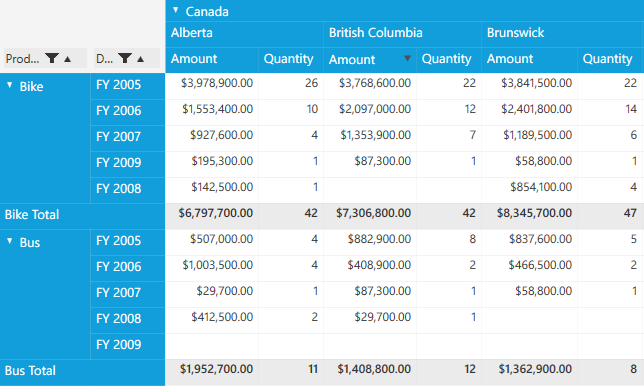 Canada
Alberta British Columbia Brunswick
Prod... D... Amount Quantity Amount Quantity Amount Quantity
Bike FY 2005 $3,978,900.00 26 $3,768,600.00 22 $3,841,500.00 22
FY 2006 $1,553,400.00 10 $2,097,000.00 12 $2,401,800.00 14
FY 2007 $927,600.00 4 $1,353,900.00 7 $1,189,500.00 6
FY 2009 $195,300.00 1 $87,300.00 1 $58,800.00 1
FY 2008 $142,500.00 1 $854,100.00 4
Bike Total $6,797,700.00 42 $7,306,800.00 42 $8,345,700.00 47
Bus FY 2005 $507,000.00 4 $882,900.00 8 $837,600.00 5
FY 2006 $1,003,500.00 4 $408,900.00 2 $466,500.00 2
FY 2007 $29,700.00 1 $87,300.00 1 $58,800.00 1
FY 2008 $412,500.00 2 $29,700.00 1
FY 2009
Bus Total $1,952,700.00 11 $1,408,800.00 12 $1,362,900.00 8